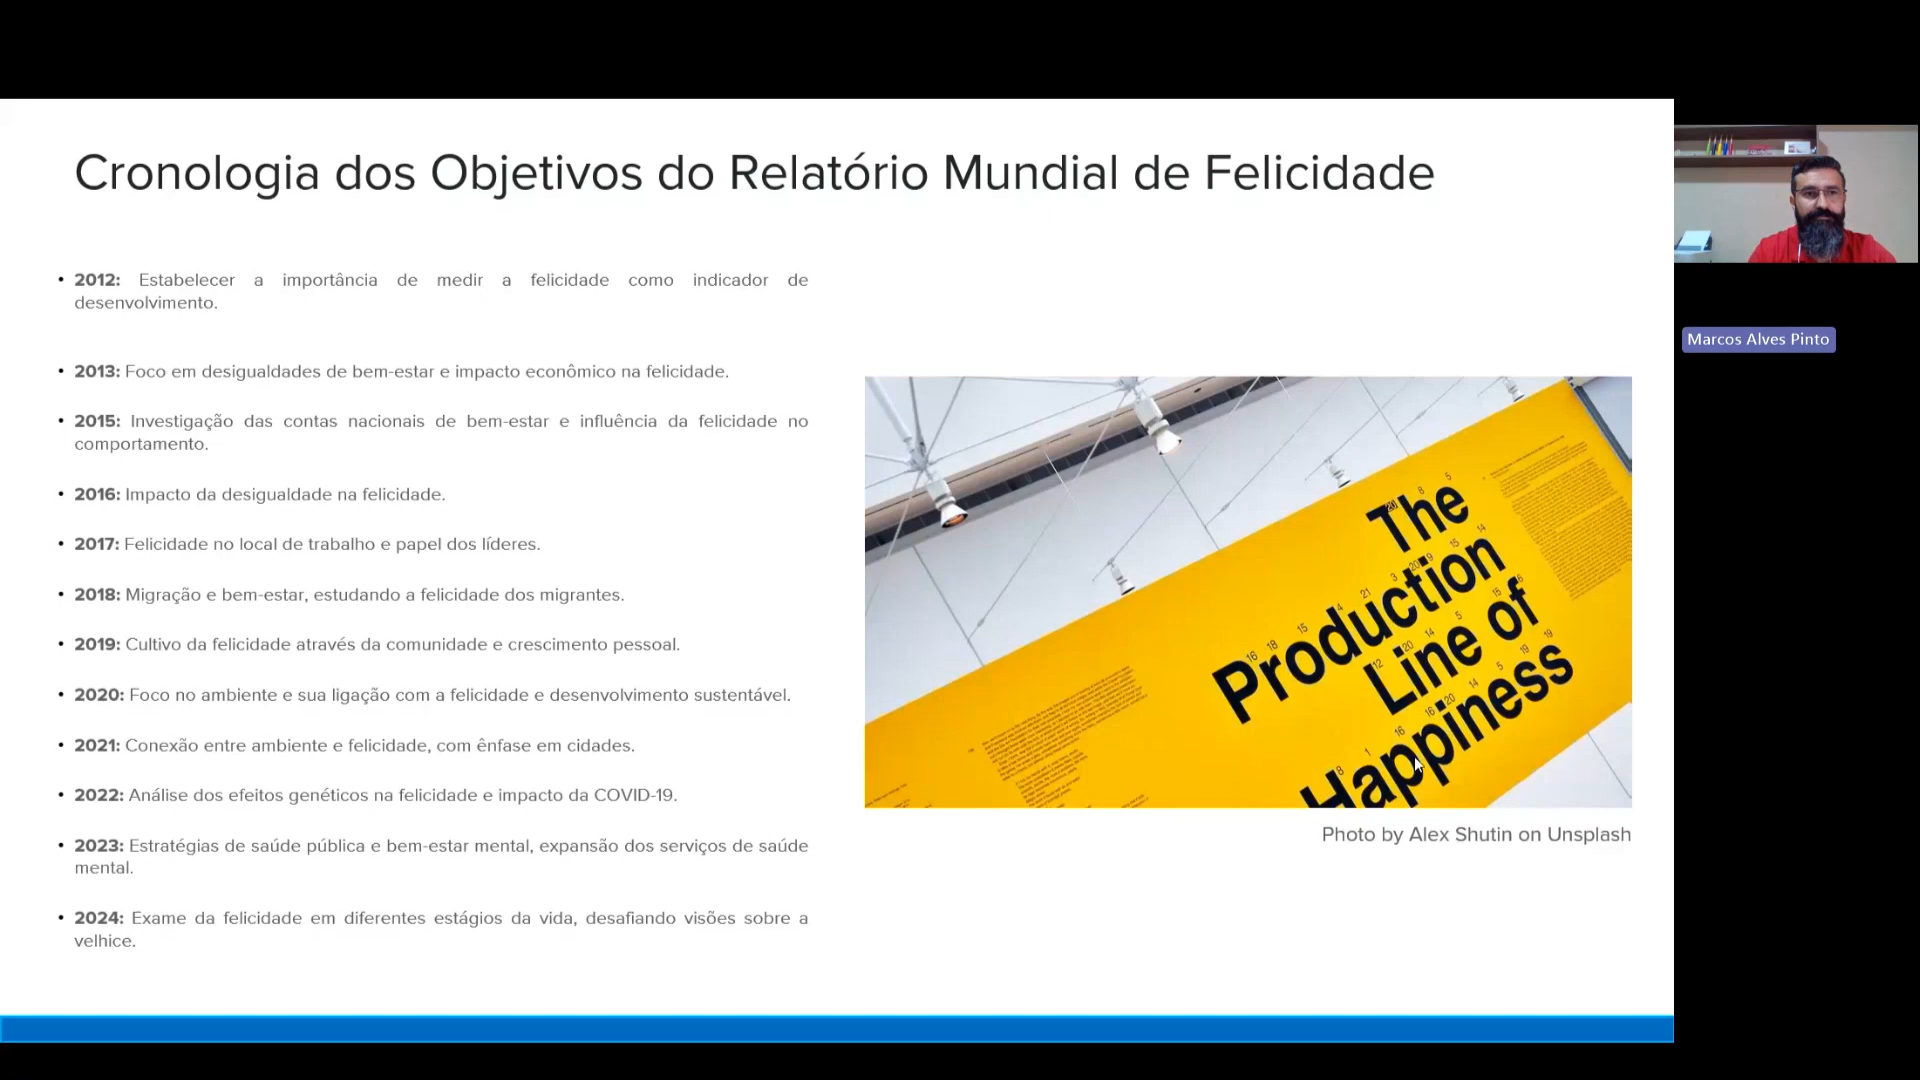 Cronologia dos Objetivos do Relatório Mundial de Felicidade
• 2012: Estabelecer a importância de medir a felicidade como indicador de
desenvolvimento.
• 2013: Foco em desigualdades de bem-estar e impacto econômico na felicidade.
• 2015: Investigação das contas nacionais de bem-estar e influência da felicidade no
comportamento.
• 2016: Impacto da desigualdade na felicidade.
• 2017: Felicidade no local de trabalho e papel dos líderes.
• 2018: Migração e bem-estar, estudando a felicidade dos migrantes.
• 2019: Cultivo da felicidade através da comunidade e crescimento pessoal.
• 2020: Foco no ambiente e sua ligação com a felicidade e desenvolvimento sustentável.
• 2021: Conexão entre ambiente e felicidade, com ênfase em cidades.
• 2022: Análise dos efeitos genéticos na felicidade e impacto da COVID-19.
• 2023: Estratégias de saúde pública e bem-estar mental, expansão dos serviços de saúde
mental.
• 2024: Exame da felicidade em diferentes estágios da vida, desafiando visões sobre a
velhice.
The
Production
Line of
Happiness
Photo by Alex Shutin on Unsplash
Marcos Alves Pinto